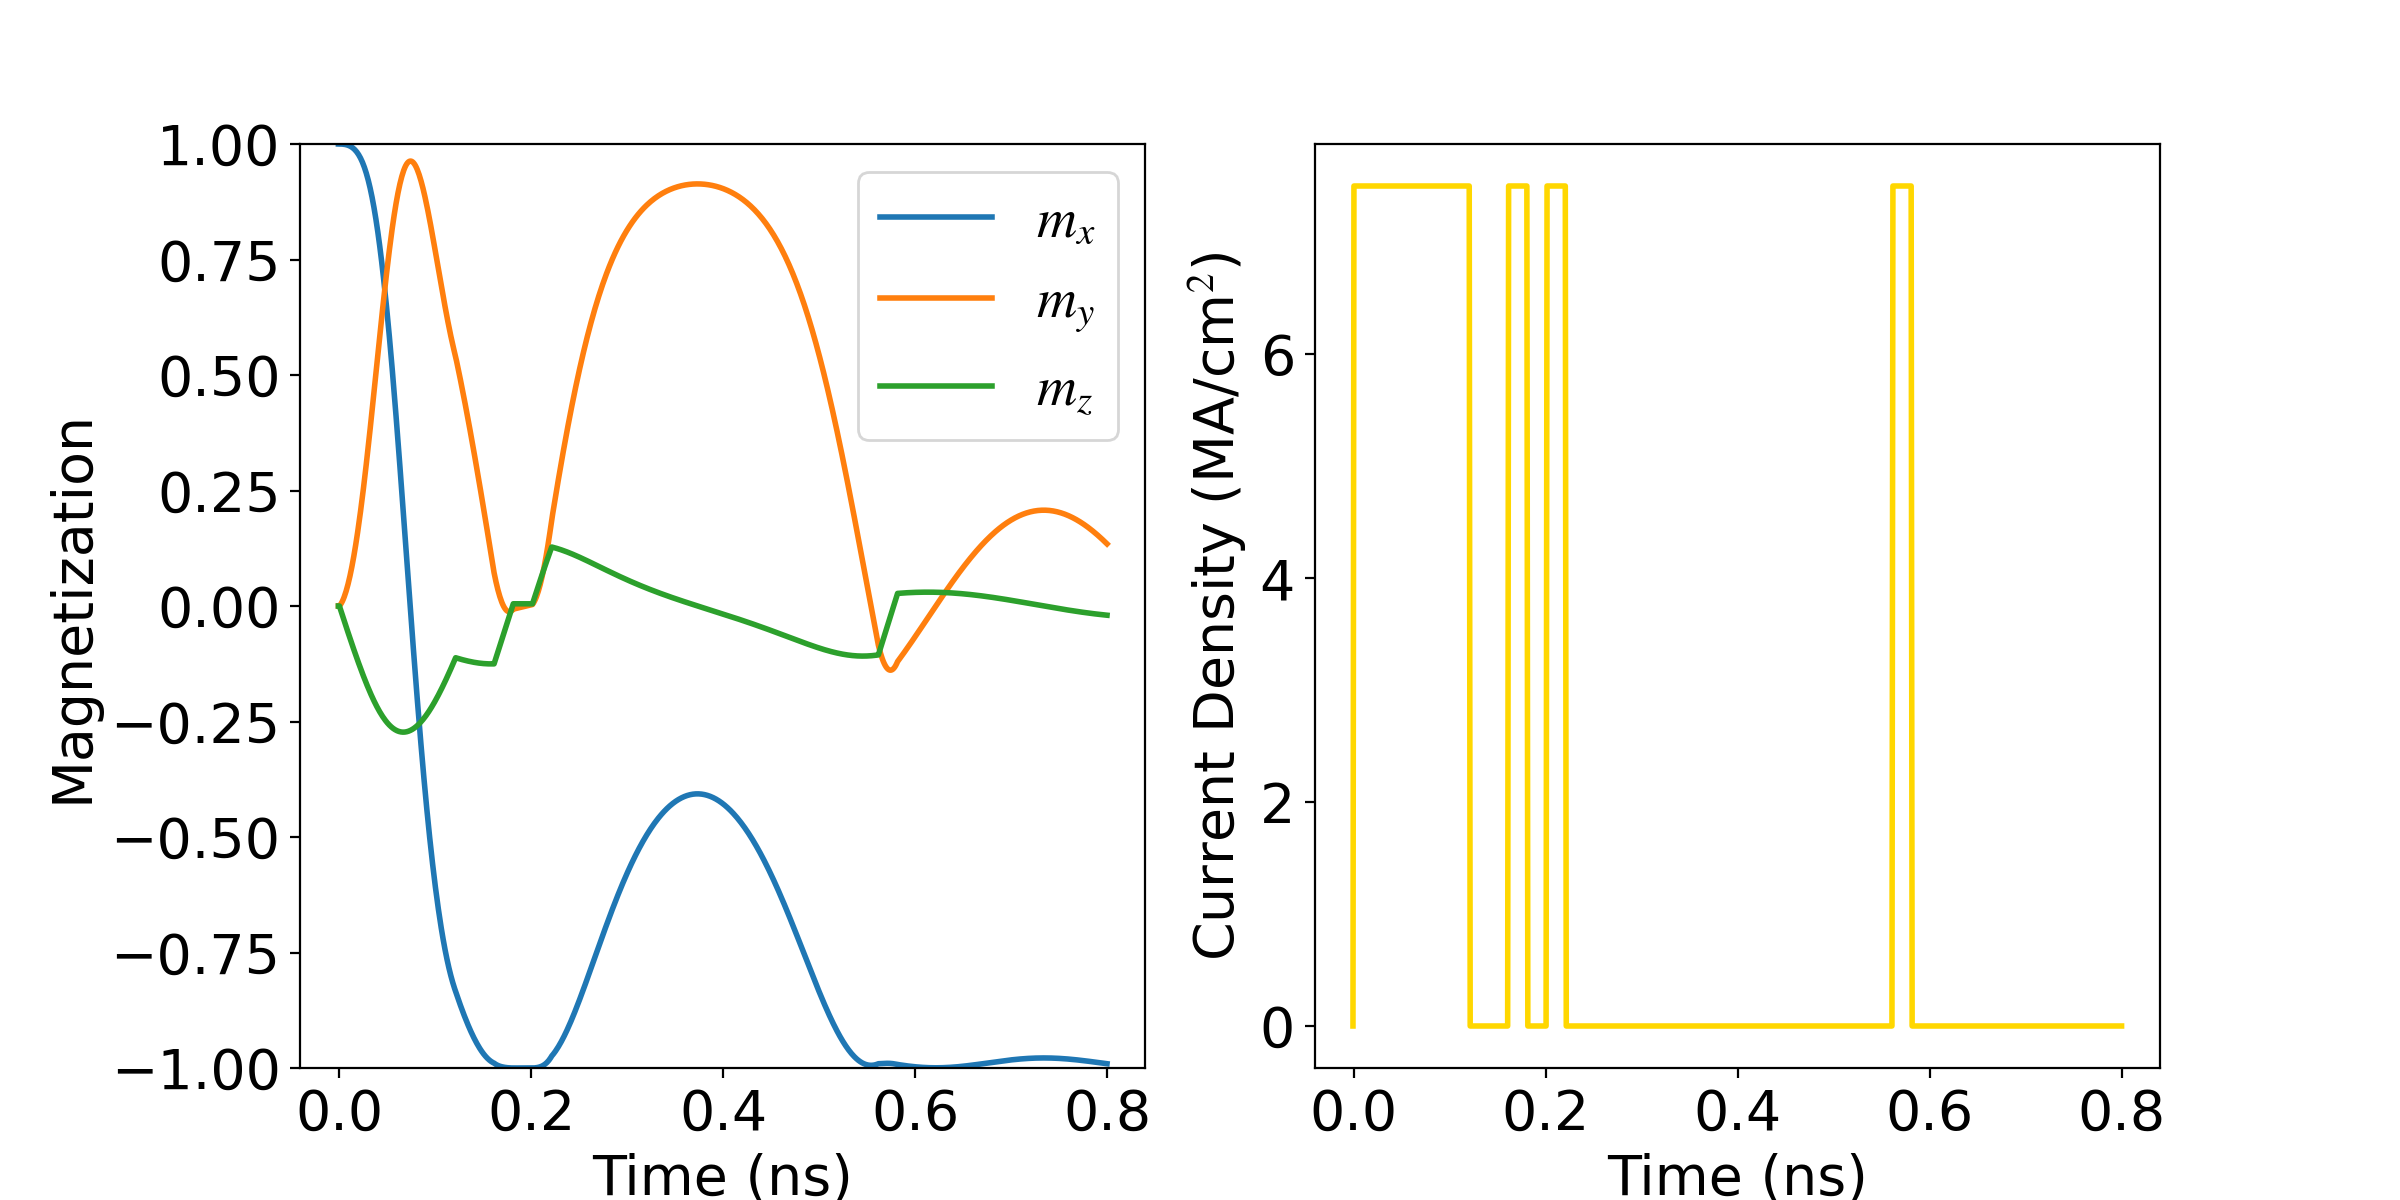 Magnetization
1.00
0.75
0.50
0.25
0.00
−0.25
−0.50
−0.75
−1.00
0.0 0.2 0.4 0.6 0.8
Time (ns)
m_x
m_y
m_z
Current Density (MA/cm²)
6
4
2
0
0.0 0.2 0.4 0.6 0.8
Time (ns)